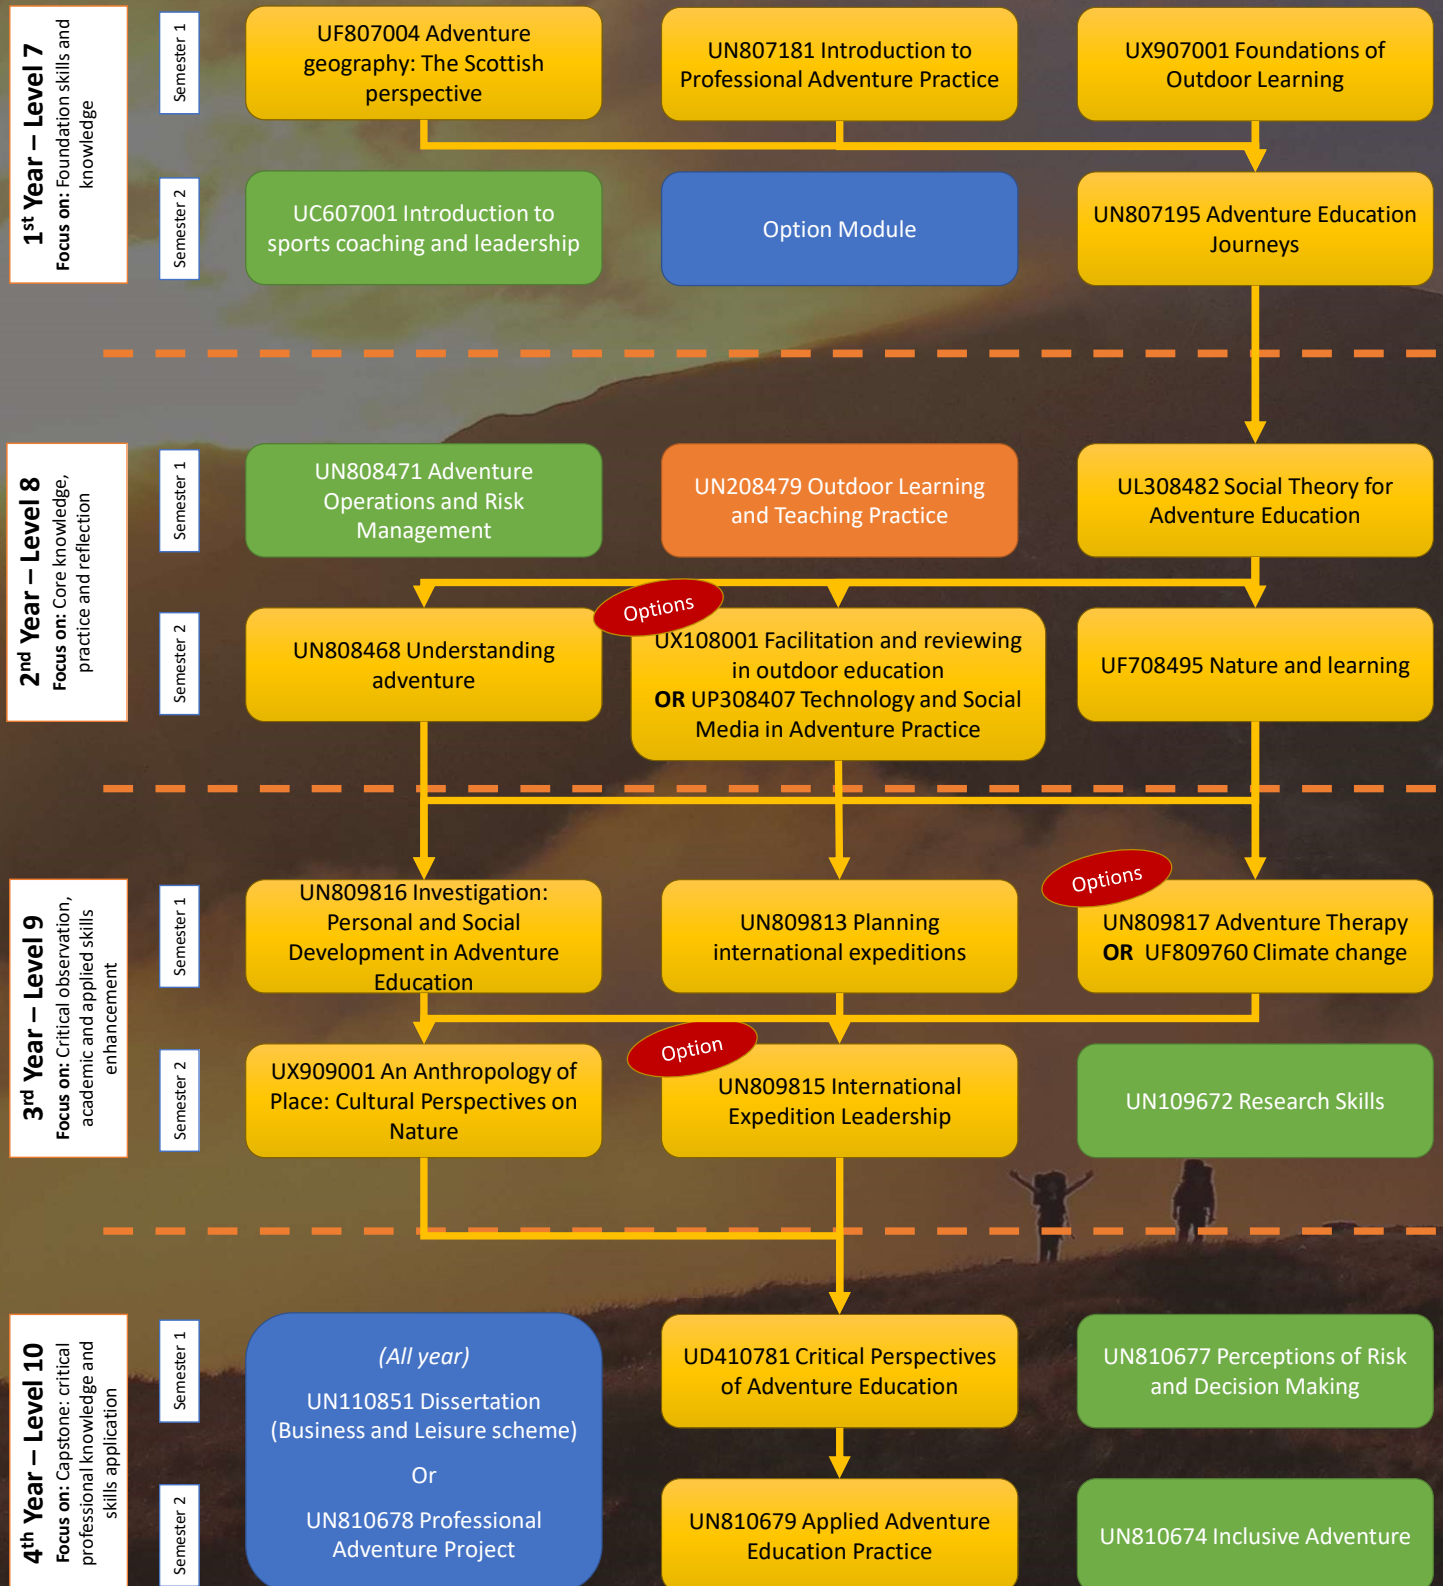 1st Year – Level 7
Focus on: Foundation skills and
knowledge
Semester 1
UF807004 Adventure
geography: The Scottish
perspective
UN807181 Introduction to
Professional Adventure Practice
UX907001 Foundations of
Outdoor Learning
Semester 2
UC607001 Introduction to
sports coaching and leadership
Option Module
UN807195 Adventure Education
Journeys
2nd Year – Level 8
Focus on: Core knowledge,
practice and reflection
Semester 1
UN808471 Adventure
Operations and Risk
Management
UN208479 Outdoor Learning
and Teaching Practice
UL308482 Social Theory for
Adventure Education
Semester 2
UN808468 Understanding
adventure
Options
UX108001 Facilitation and reviewing
in outdoor education
OR UP308407 Technology and Social
Media in Adventure Practice
UF708495 Nature and learning
3rd Year – Level 9
Focus on: Critical observation,
academic and applied skills
enhancement
Semester 1
UN809816 Investigation:
Personal and Social
Development in Adventure
Education
UN809813 Planning
international expeditions
Options
UN809817 Adventure Therapy
OR UF809760 Climate change
Semester 2
UX909001 An Anthropology of
Place: Cultural Perspectives on
Nature
Option
UN809815 International
Expedition Leadership
UN109672 Research Skills
4th Year – Level 10
Focus on: Capstone: critical
professional knowledge and
skills application
Semester 1
(All year)
UN110851 Dissertation
(Business and Leisure scheme)
Or
UN810678 Professional
Adventure Project
UD410781 Critical Perspectives
of Adventure Education
UN810677 Perceptions of Risk
and Decision Making
Semester 2
UN810679 Applied Adventure
Education Practice
UN810674 Inclusive Adventure